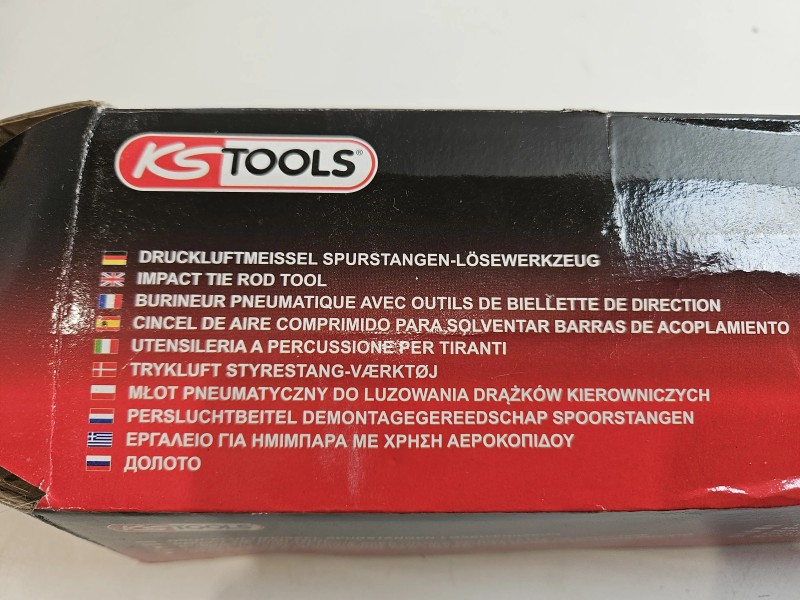 KS TOOLS®
DRUCKLUFTMEISSEL SPURSTANGEN-LÖSEWERKZEUG
IMPACT TIE ROD TOOL
BURINEUR PNEUMATIQUE AVEC OUTILS DE BIELLETTE DE DIRECTION
CINCEL DE AIRE COMPRIMIDO PARA SOLVENTAR BARRAS DE ACOPLAMIENTO
UTENSILERIA A PERCUSSIONE PER TIRANTI
TRYKLUFT STYRESTANG-VÆRKTØJ
MŁOT PNEUMATYCZNY DO LUZOWANIA DRĄŻKÓW KIEROWNICZYCH
PERSLUCHTBEITEL DEMONTAGEGEREEDSCHAP SPOORSTANGEN
ΕΡΓΑΛΕΙΟ ΓΙΑ ΗΜΙΜΠΑΡΑ ΜΕ ΧΡΗΣΗ ΑΕΡΟΚΟΠΙΔΟΥ
ДОЛОТО
KS TOOLS